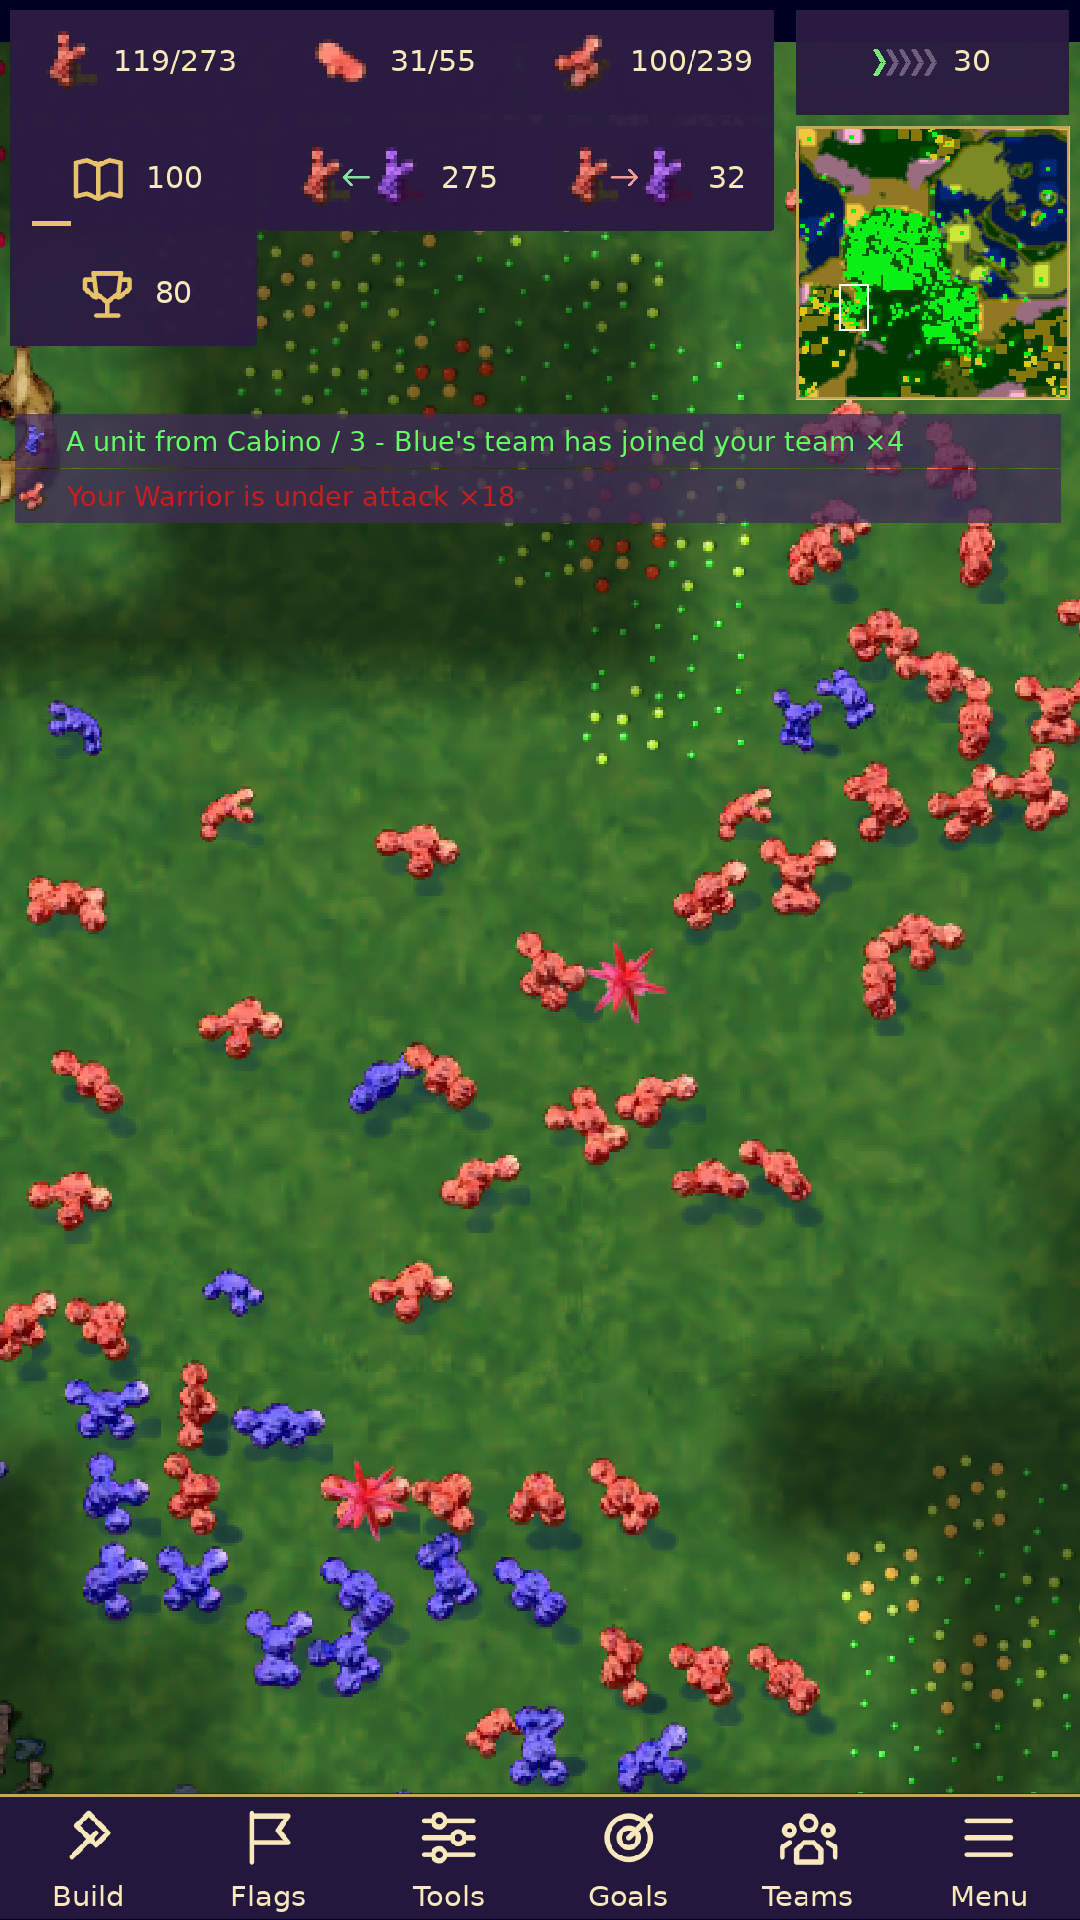 119/273 31/55 100/239 30
100 275 32
80
A unit from Cabino / 3 - Blue's team has joined your team ×4
Your Warrior is under attack ×18
Build Flags Tools Goals Teams Menu